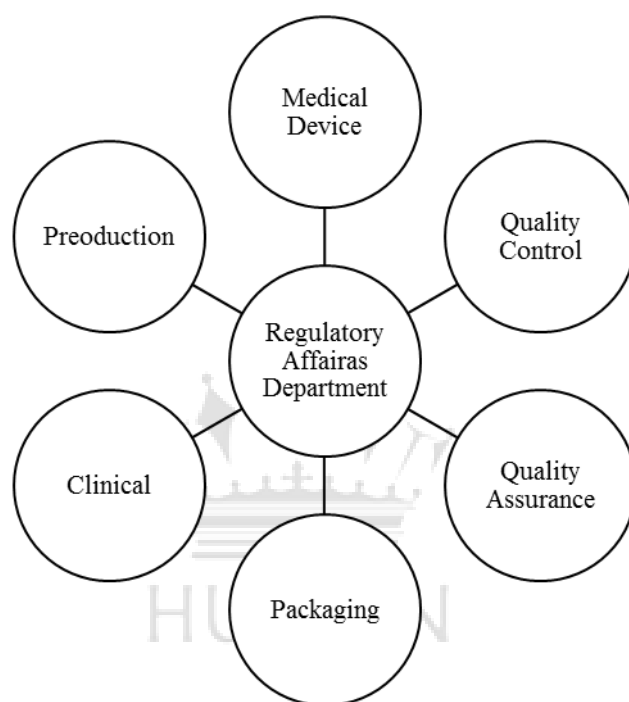 Medical
Device
Quality
Control
Preoduction
Regulatory
Affairas
Department
Clinical
Quality
Assurance
Packaging